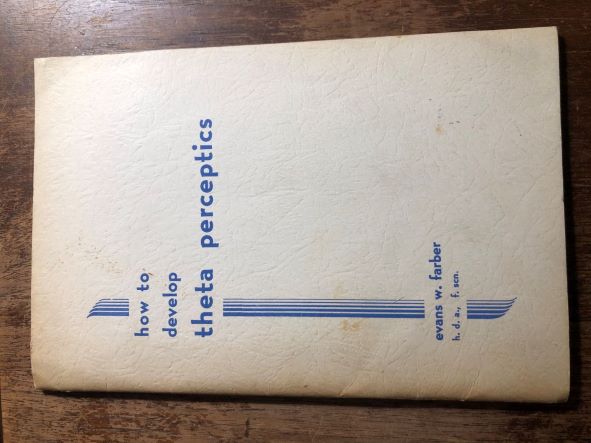 how to
develop
theta perceptics
evans w. farber
h. d. a., f. scn.